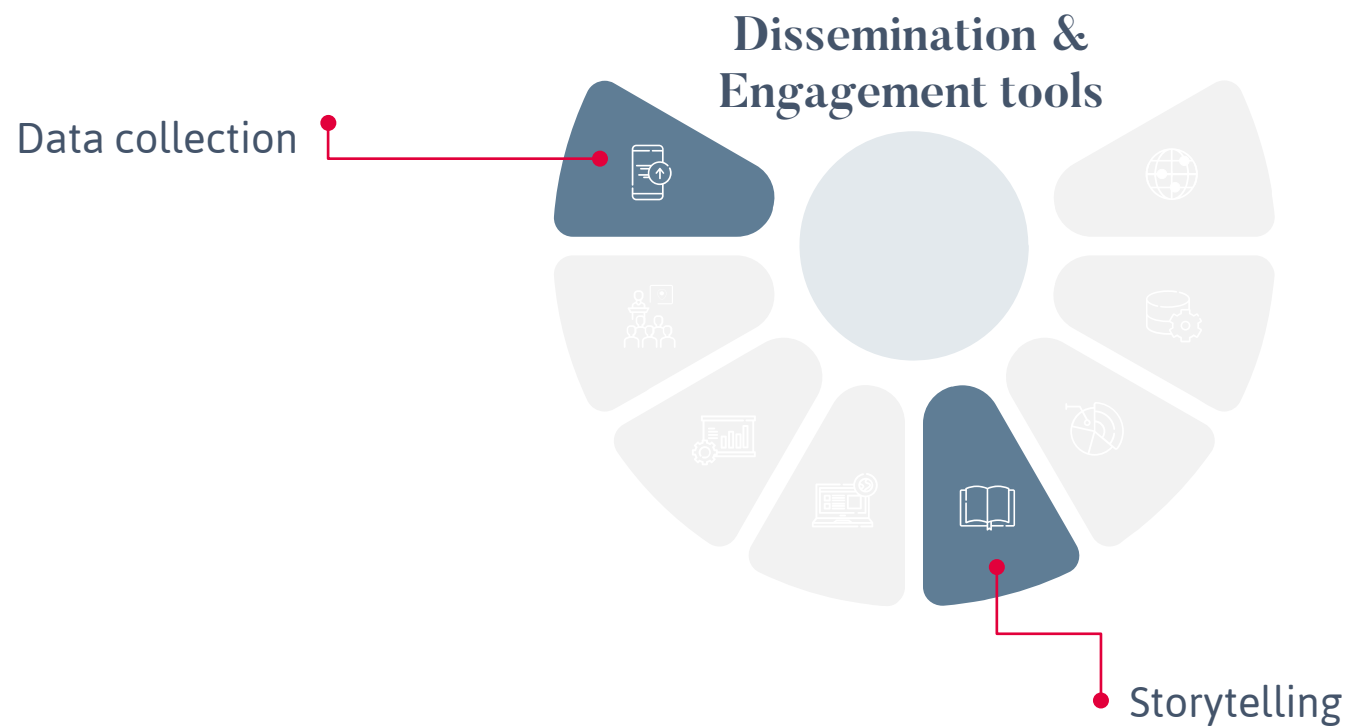 Dissemination &
Engagement tools
Data collection
Storytelling